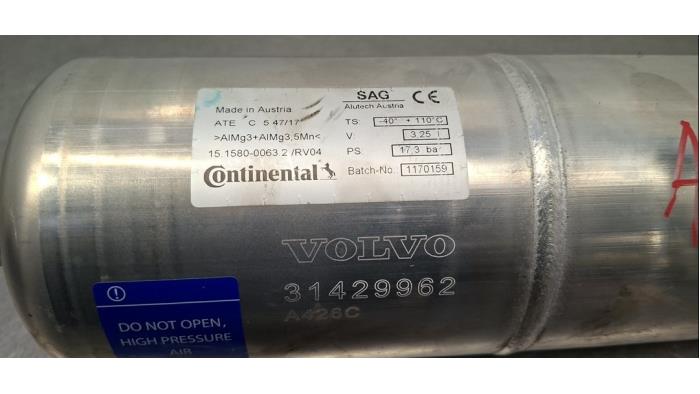 Made in Austria
ATE C 5 47/17
>AlMg3+AlMg3,5Mn<
15.1580-0063.2 /RV04
Continental
SAG CE
Alutech Austria
TS: -40° + 110°C
V: 3.25 l
PS: 17,3 ba
Batch-No.: 1170159
VOLVO
31429962
A426C
DO NOT OPEN,
HIGH PRESSURE
AIR